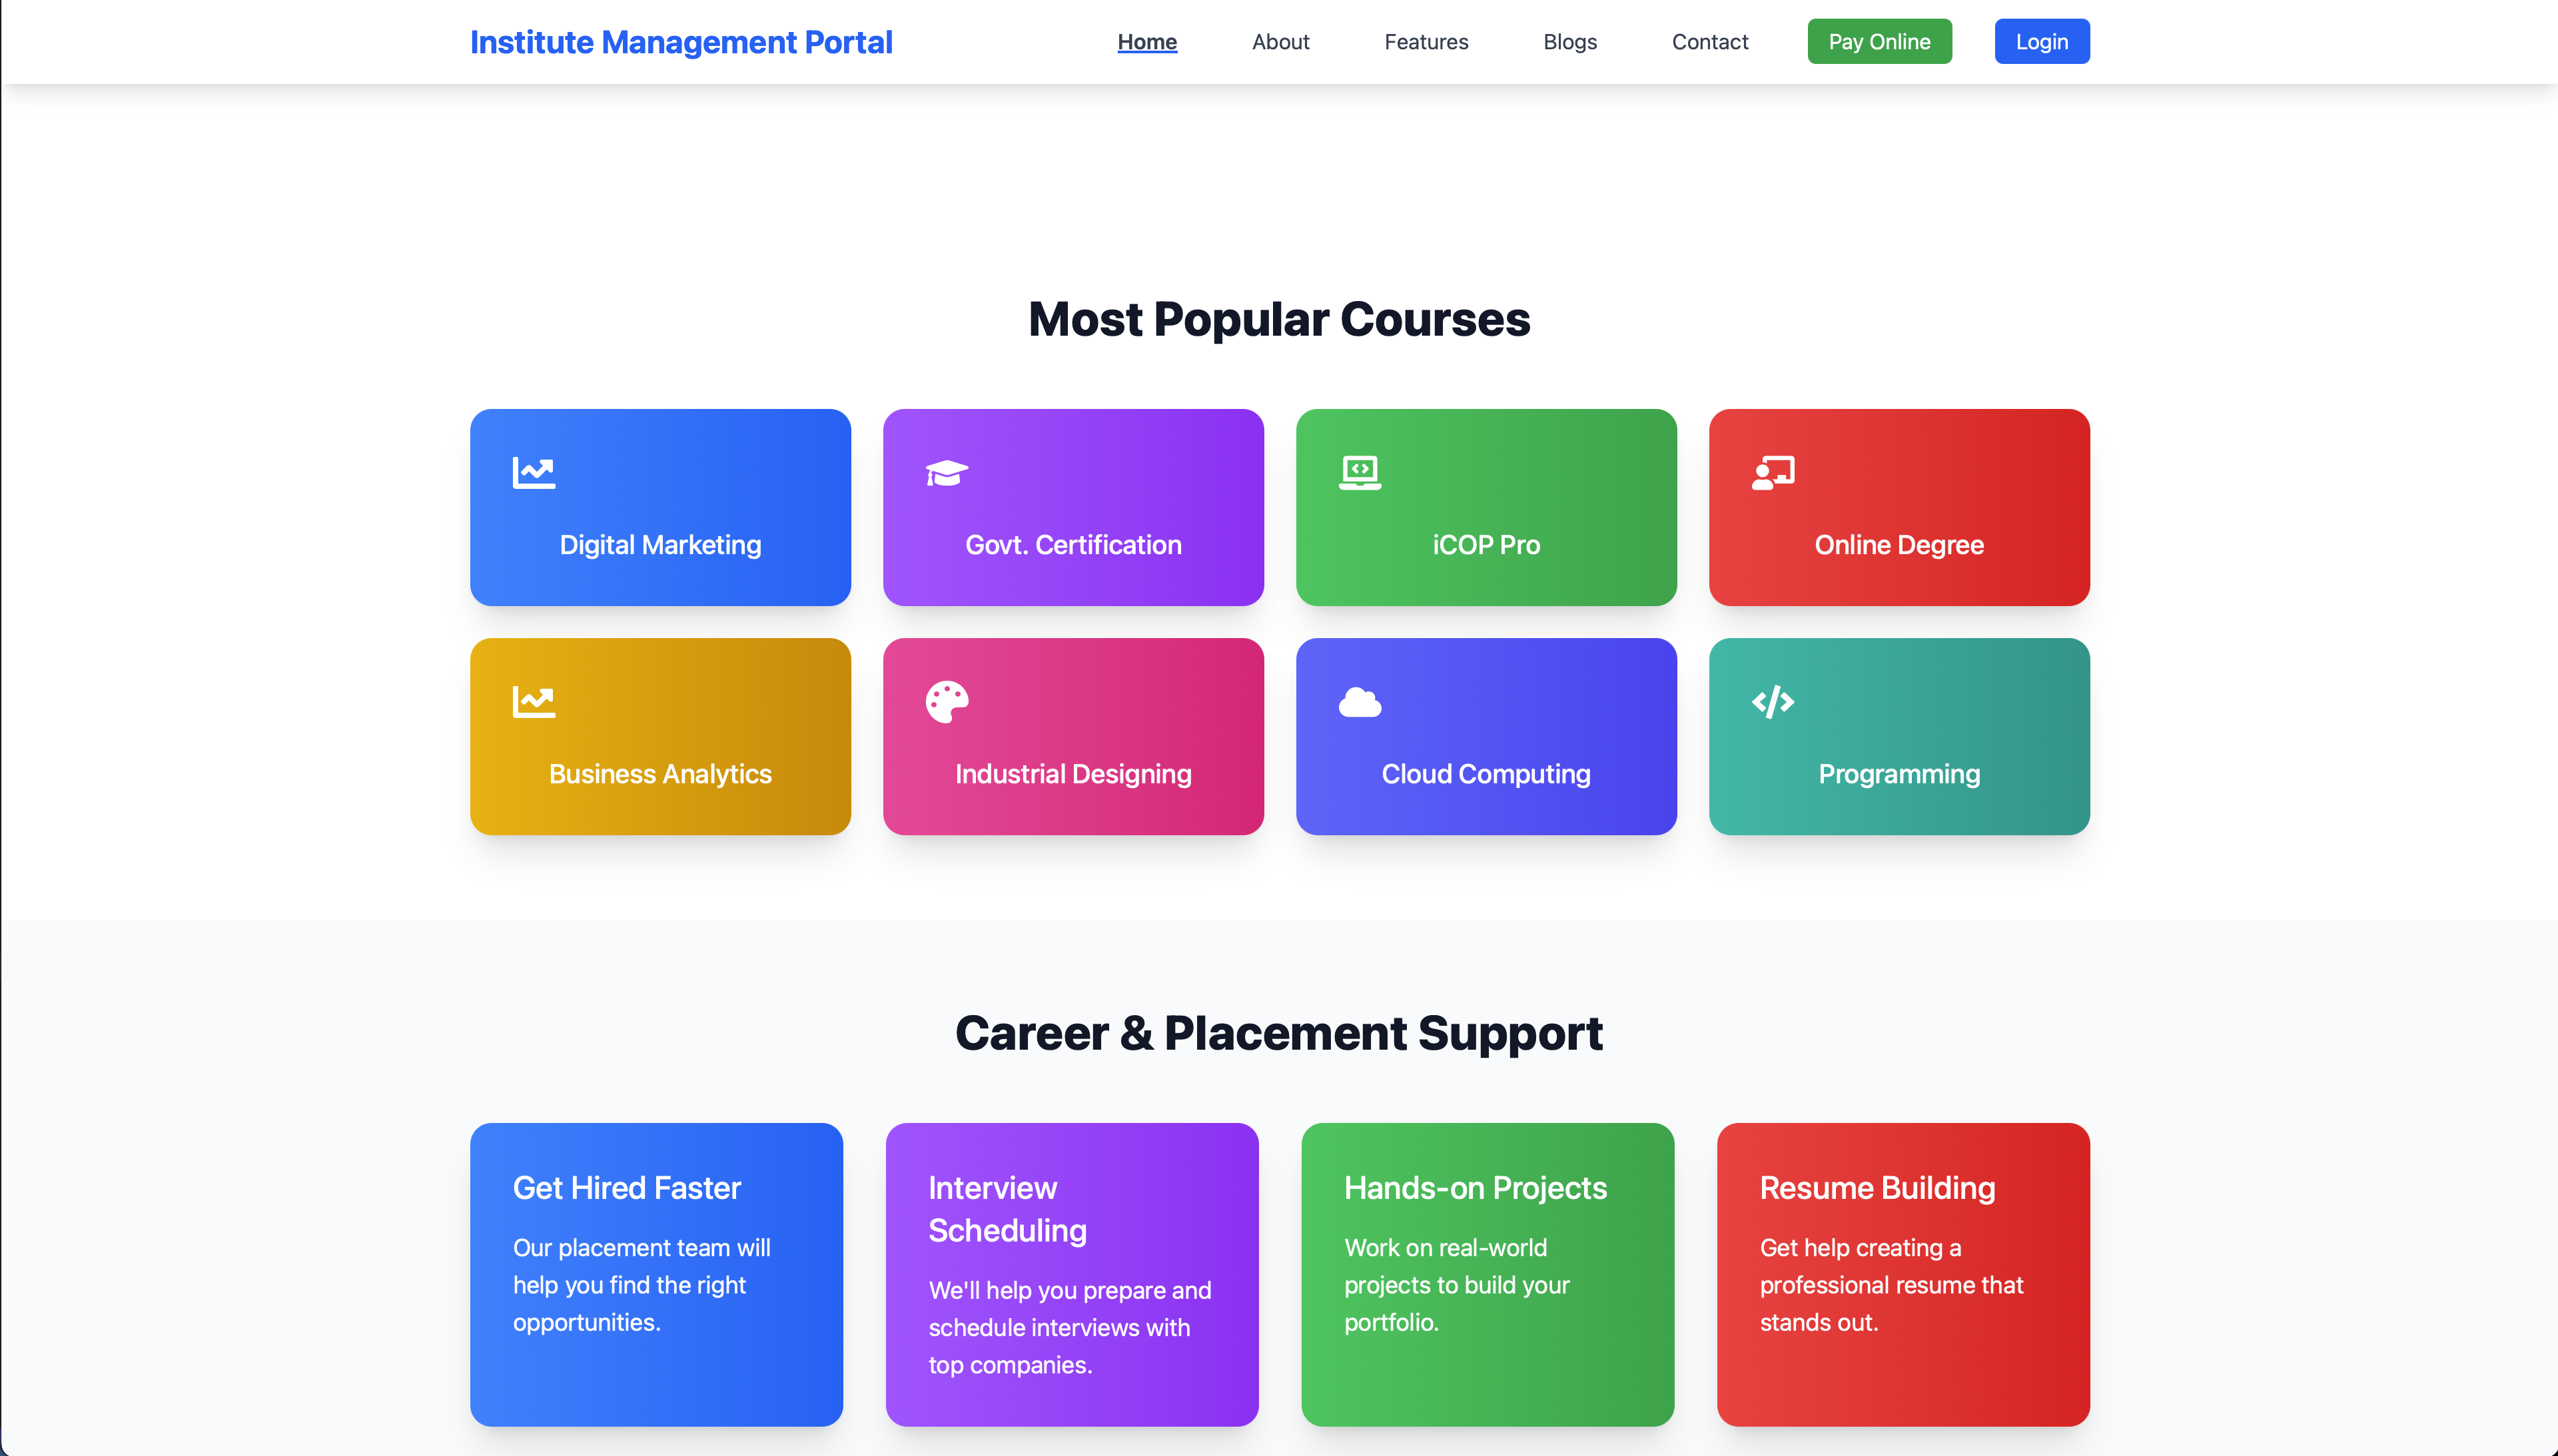 Institute Management Portal
Home
About
Features
Blogs
Contact
Pay Online
Login
Most Popular Courses
Digital Marketing
Govt. Certification
iCOP Pro
Online Degree
Business Analytics
Industrial Designing
Cloud Computing
Programming
Career & Placement Support
Get Hired Faster
Our placement team will
help you find the right
opportunities.
Interview
Scheduling
We'll help you prepare and
schedule interviews with
top companies.
Hands-on Projects
Work on real-world
projects to build your
portfolio.
Resume Building
Get help creating a
professional resume that
stands out.